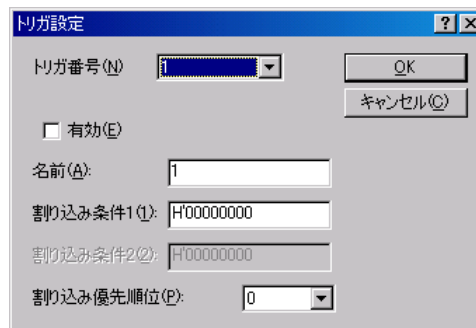 トリガ設定
トリガ番号(N) 1
OK
キャンセル(C)
有効(E)
名前(A): 1
割り込み条件1(1): H'00000000
割り込み条件2(2): H'00000000
割り込み優先順位(P): 0